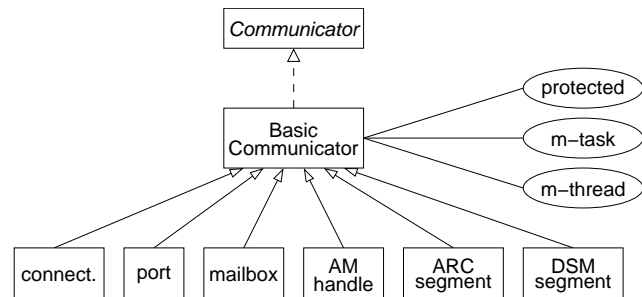 Communicator
Basic
Communicator
protected
m−task
m−thread
connect.
port
mailbox
AM
handle
ARC
segment
DSM
segment